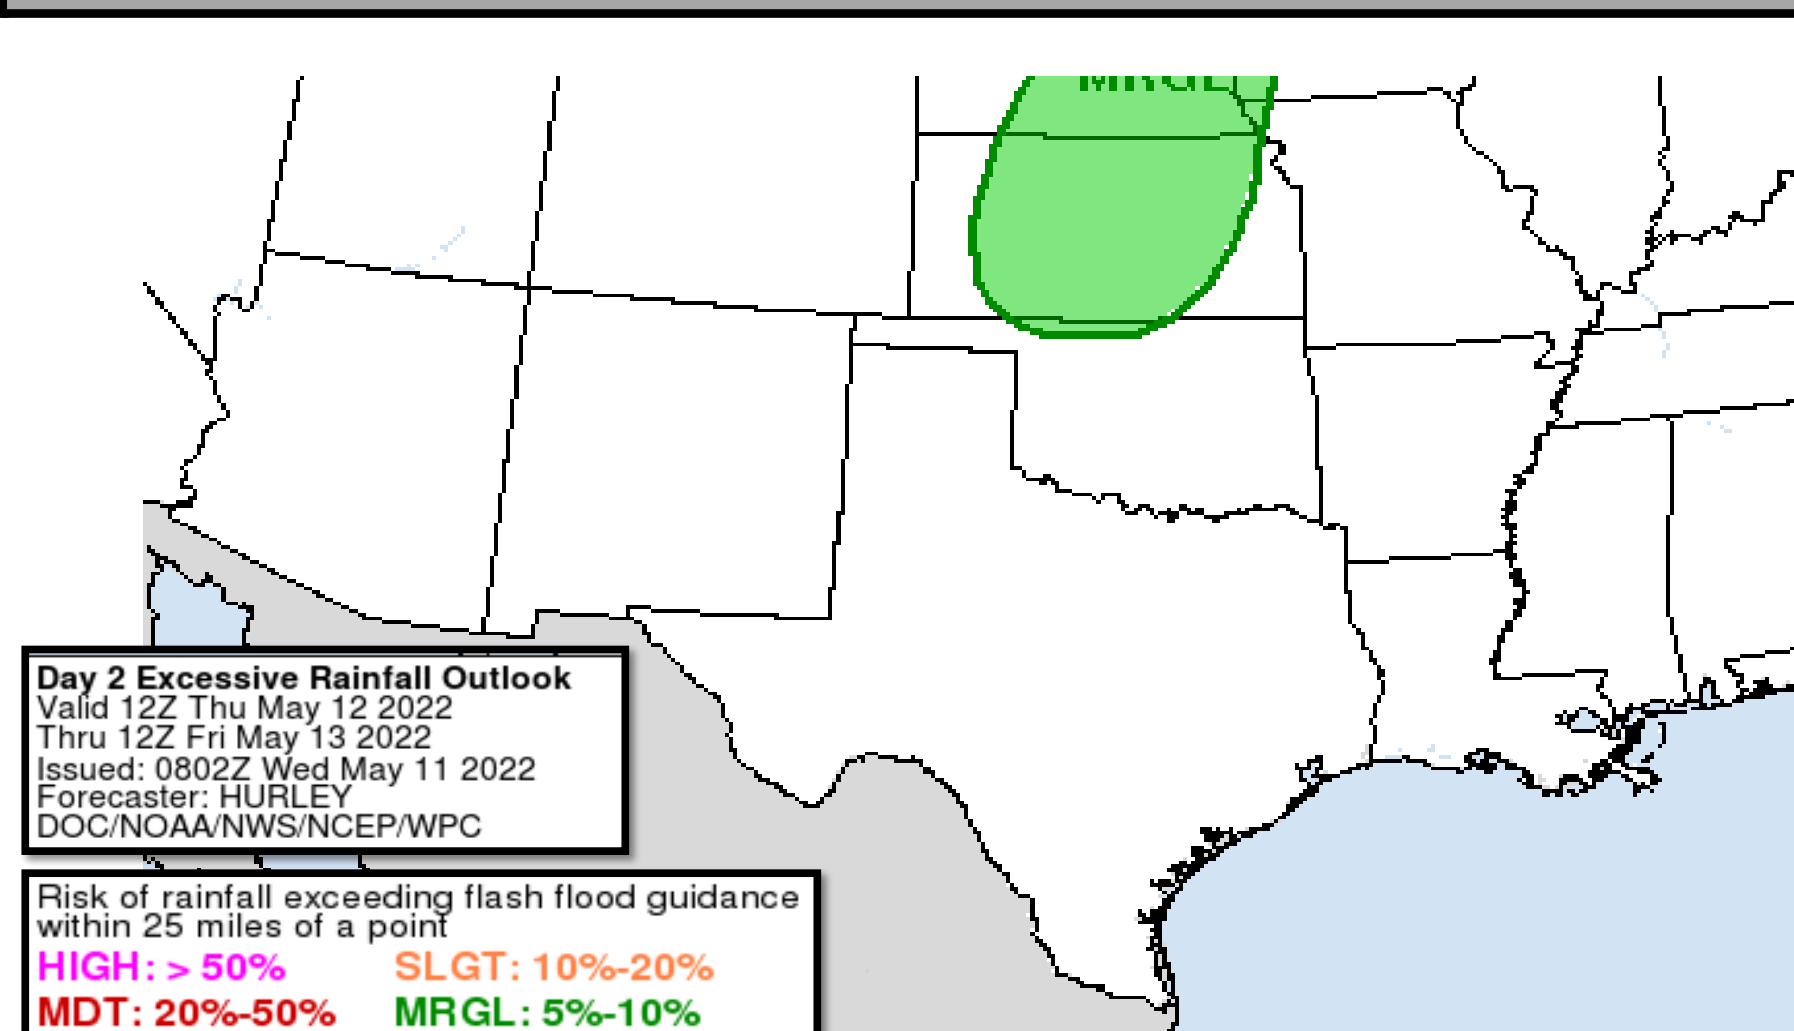 MRGL
Day 2 Excessive Rainfall Outlook
Valid 12Z Thu May 12 2022
Thru 12Z Fri May 13 2022
Issued: 0802Z Wed May 11 2022
Forecaster: HURLEY
DOC/NOAA/NWS/NCEP/WPC
Risk of rainfall exceeding flash flood guidance
within 25 miles of a point
HIGH: > 50% SLGT: 10%-20%
MDT: 20%-50% MRGL: 5%-10%